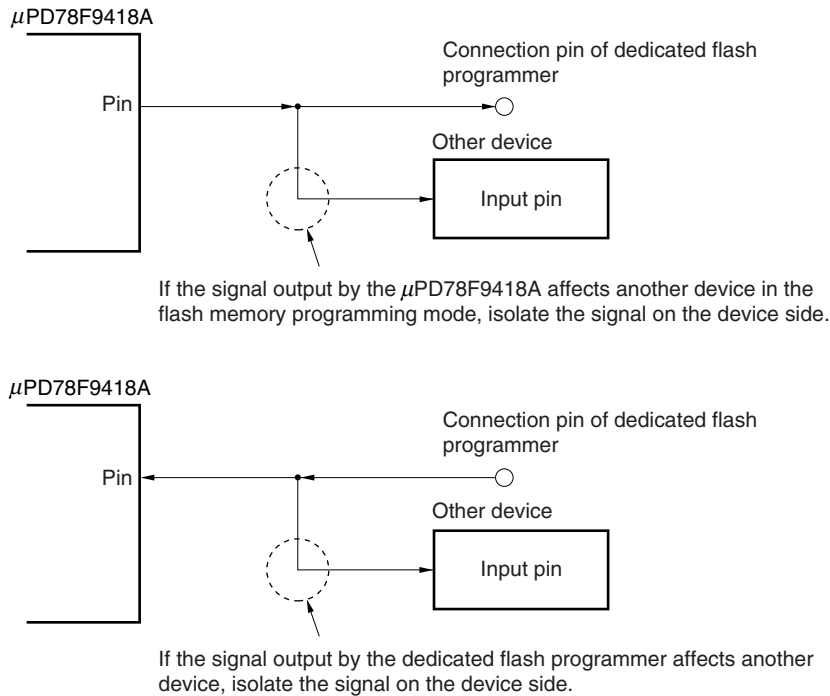 μPD78F9418A
Connection pin of dedicated flash
programmer
Pin
Other device
Input pin
If the signal output by the μPD78F9418A affects another device in the
flash memory programming mode, isolate the signal on the device side.
μPD78F9418A
Connection pin of dedicated flash
programmer
Pin
Other device
Input pin
If the signal output by the dedicated flash programmer affects another
device, isolate the signal on the device side.